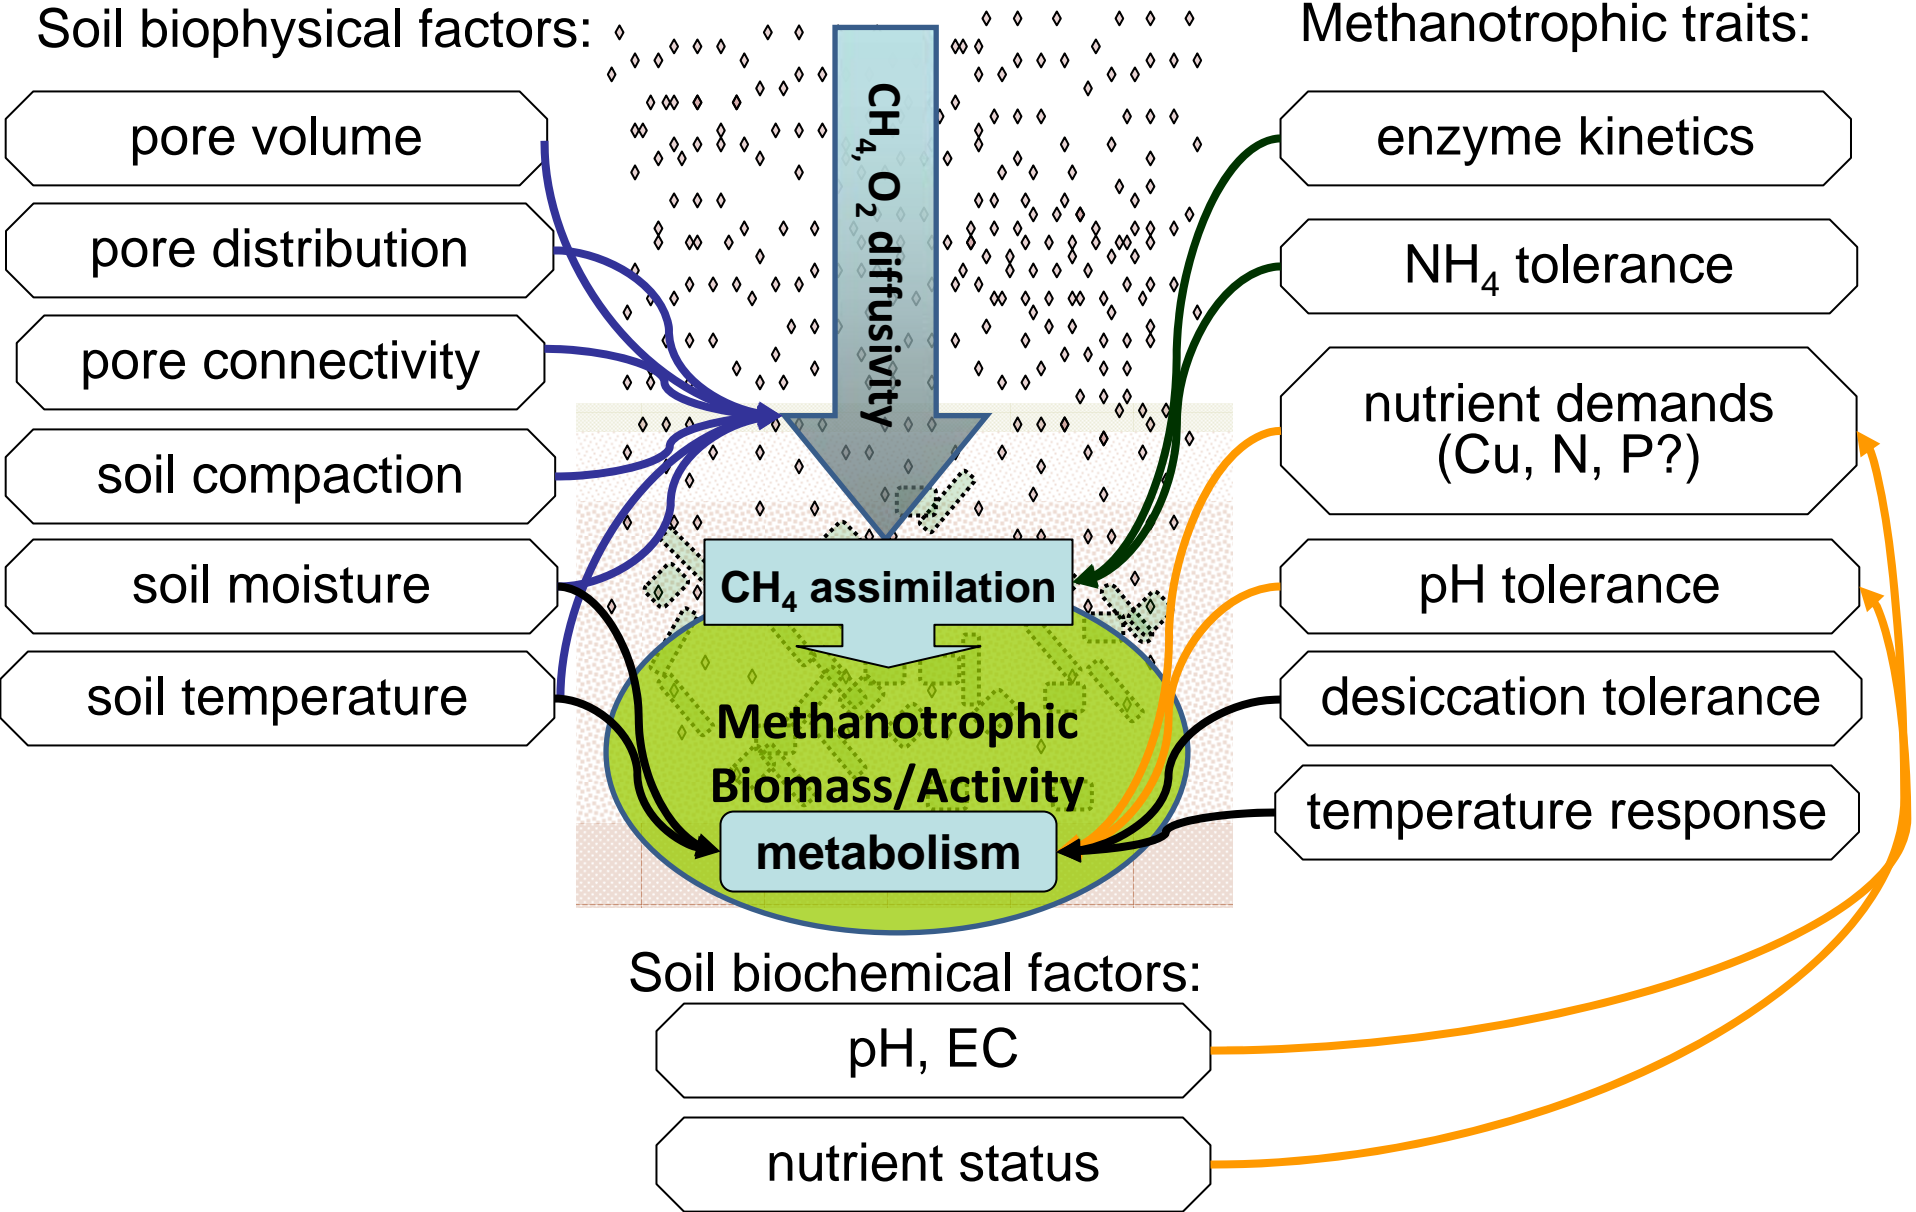 Soil biophysical factors:
pore volume
pore distribution
pore connectivity
soil compaction
soil moisture
soil temperature
CH₄, O₂ diffusivity
CH₄ assimilation
Methanotrophic
Biomass/Activity
metabolism
Methanotrophic traits:
enzyme kinetics
NH₄ tolerance
nutrient demands
(Cu, N, P?)
pH tolerance
desiccation tolerance
temperature response
Soil biochemical factors:
pH, EC
nutrient status